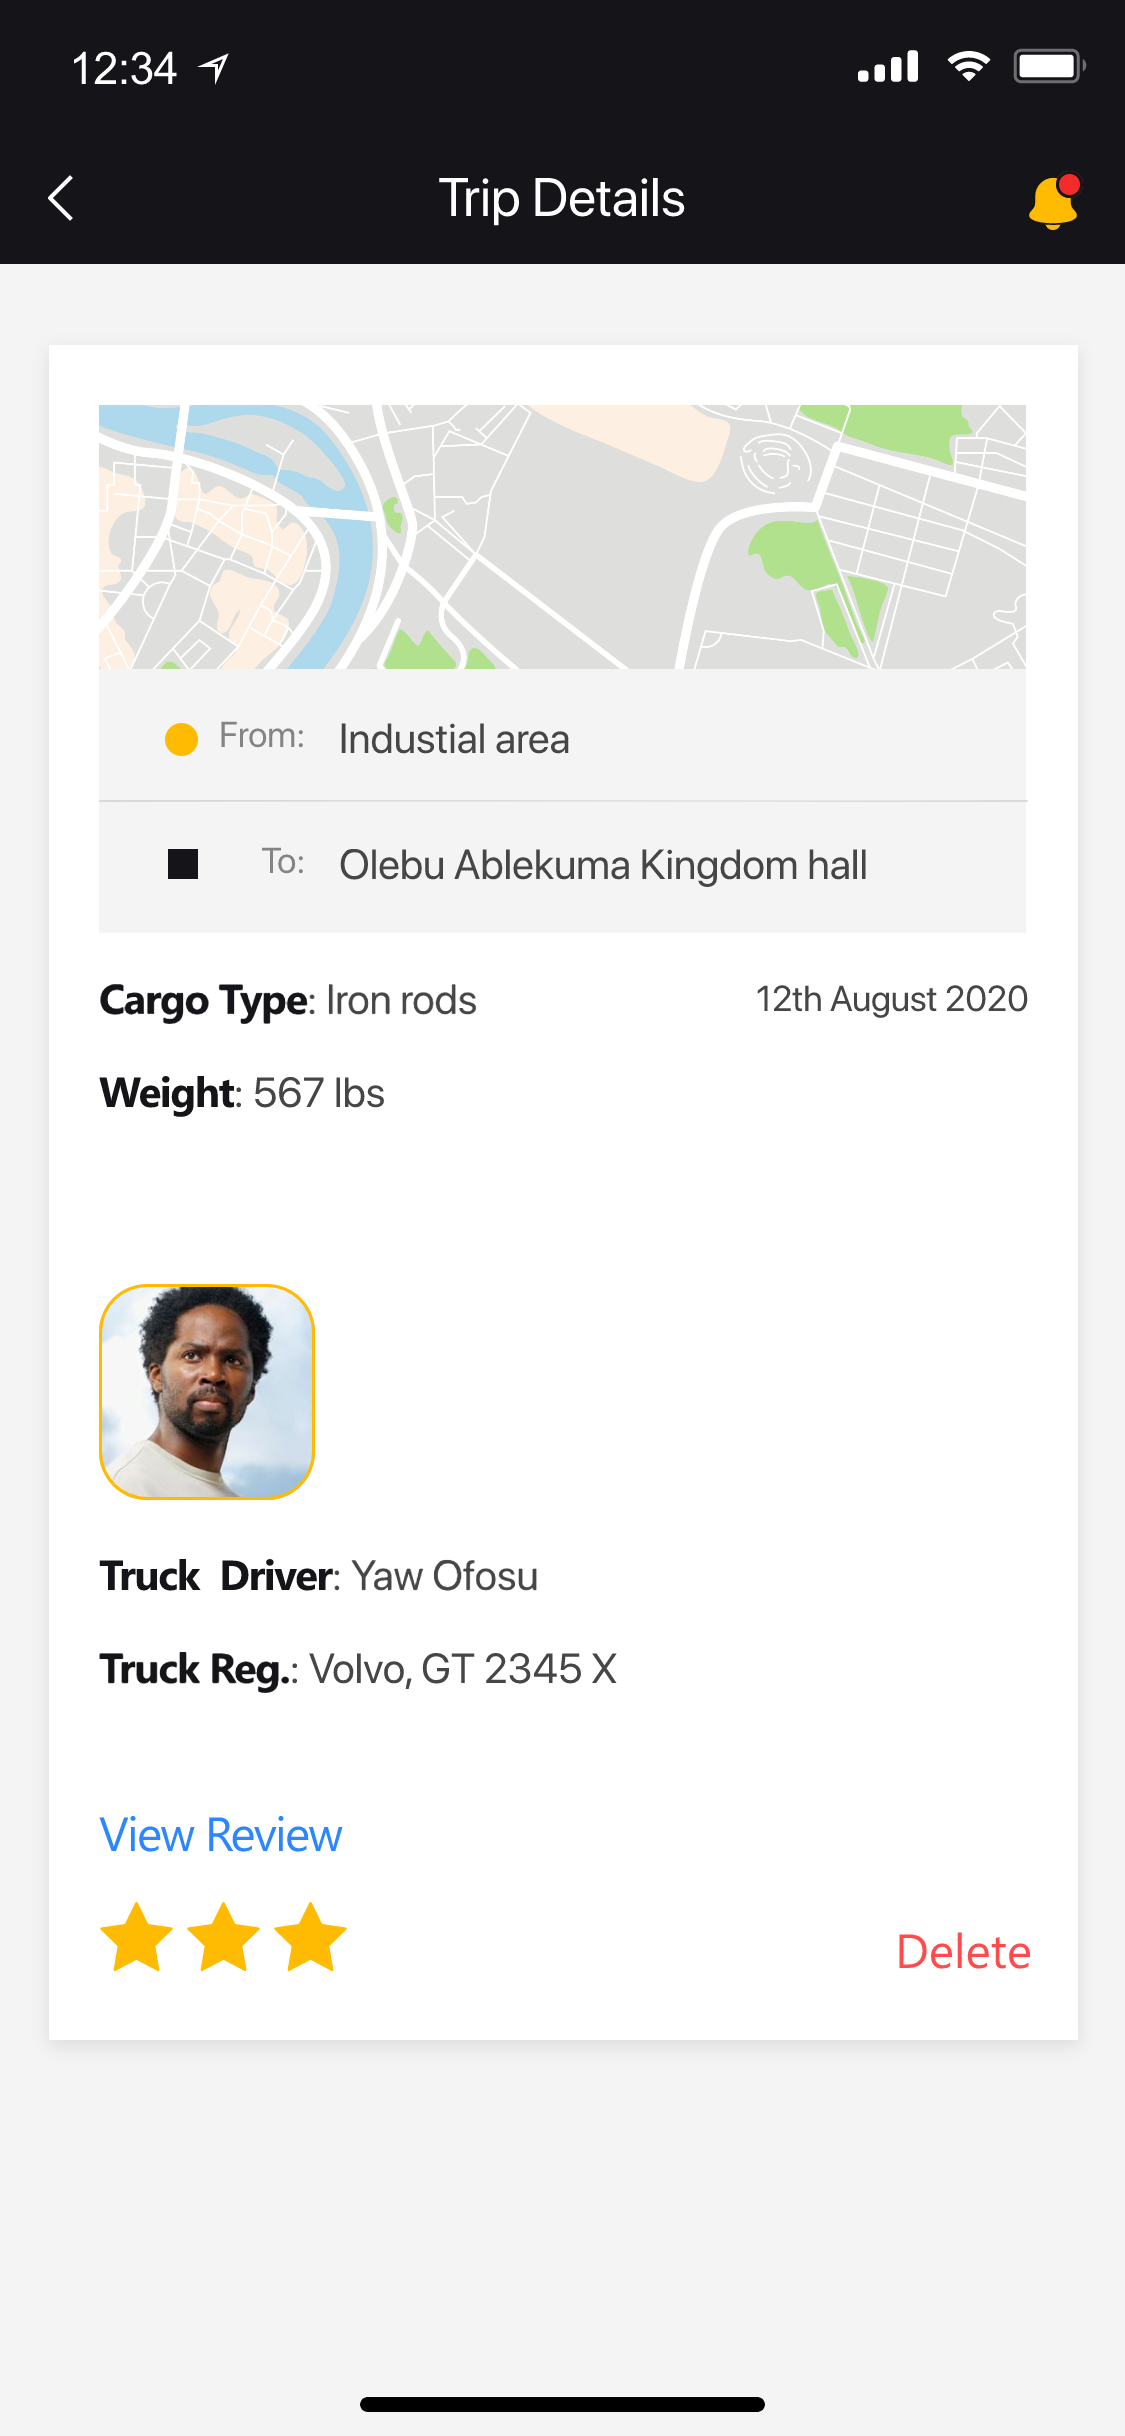 12:34
Trip Details
From: Industial area
To: Olebu Ablekuma Kingdom hall
Cargo Type: Iron rods 12th August 2020
Weight: 567 lbs
Truck Driver: Yaw Ofosu
Truck Reg.: Volvo, GT 2345 X
View Review
Delete